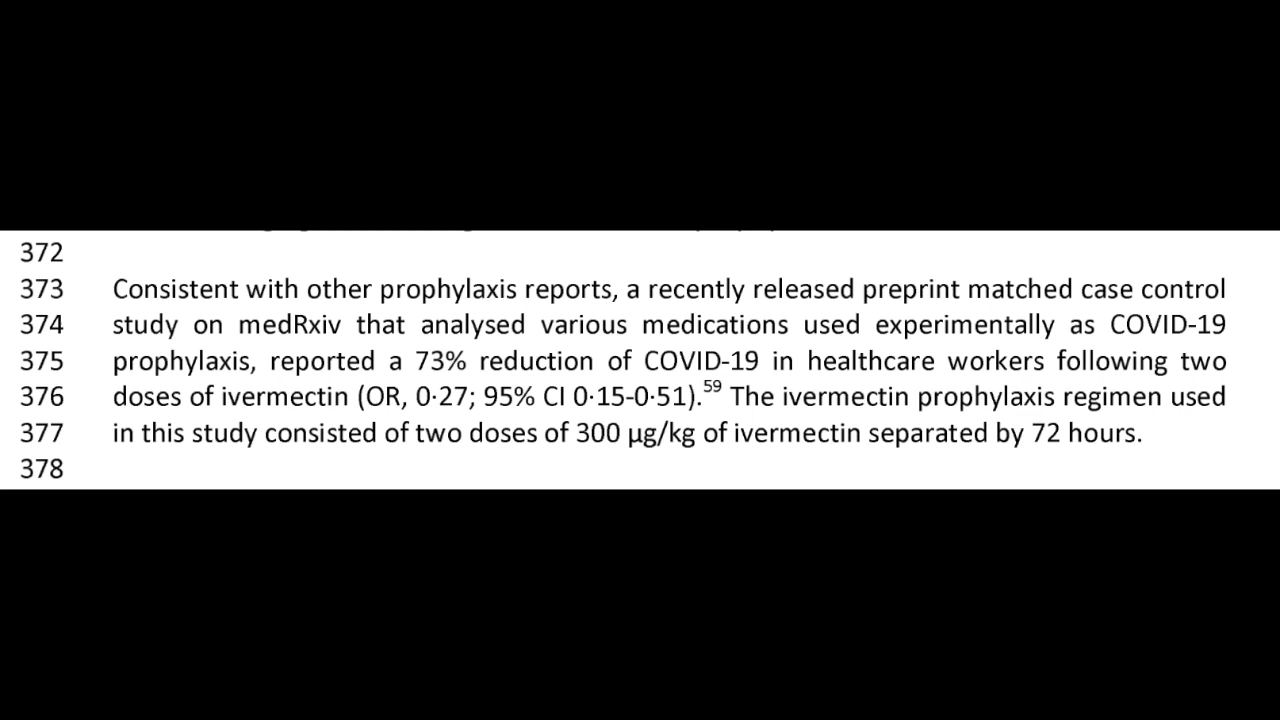 372
373 Consistent with other prophylaxis reports, a recently released preprint matched case control
374 study on medRxiv that analysed various medications used experimentally as COVID-19
375 prophylaxis, reported a 73% reduction of COVID-19 in healthcare workers following two
376 doses of ivermectin (OR, 0·27; 95% CI 0·15-0·51).59 The ivermectin prophylaxis regimen used
377 in this study consisted of two doses of 300 µg/kg of ivermectin separated by 72 hours.
378